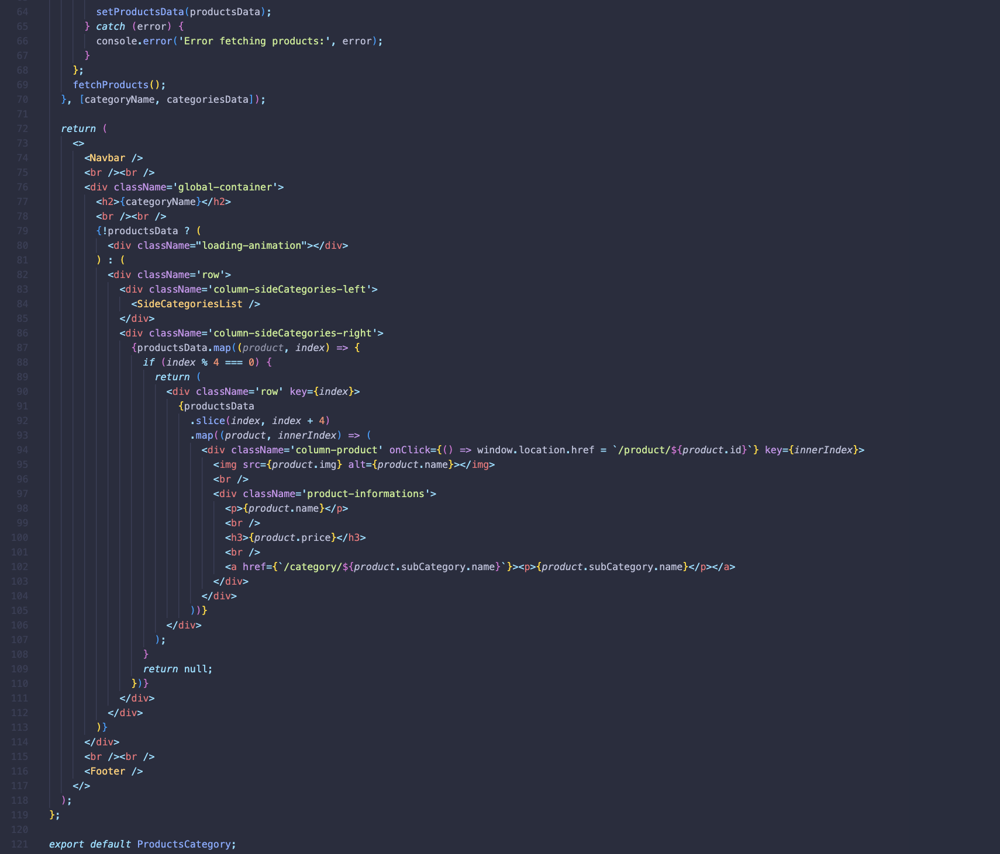 64 setProductsData(productsData);
65 } catch (error) {
66 console.error('Error fetching products:', error);
67 }
68 };
69 fetchProducts();
70 }, [categoryName, categoriesData]);
71
72 return (
73 <>
74 <Navbar />
75 <br /><br />
76 <div className='global-container'>
77 <h2>{categoryName}</h2>
78 <br /><br />
79 {!productsData ? (
80 <div className="loading-animation"></div>
81 ) : (
82 <div className='row'>
83 <div className='column-sideCategories-left'>
84 <SideCategoriesList />
85 </div>
86 <div className='column-sideCategories-right'>
87 {productsData.map((product, index) => {
88 if (index % 4 === 0) {
89 return (
90 <div className='row' key={index}>
91 {productsData
92 .slice(index, index + 4)
93 .map((product, innerIndex) => (
94 <div className='column-product' onClick={() => window.location.href = `/product/${product.id}`} key={innerIndex}>
95 <img src={product.img} alt={product.name}></img>
96 <br />
97 <div className='product-informations'>
98 <p>{product.name}</p>
99 <br />
100 <h3>{product.price}</h3>
101 <br />
102 <a href={`/category/${product.subCategory.name}`}><p>{product.subCategory.name}</p></a>
103 </div>
104 </div>
105 ))}
106 </div>
107 );
108 }
109 return null;
110 })}
111 </div>
112 </div>
113 )}
114 </div>
115 <br /><br />
116 <Footer />
117 </>
118 );
119 };
120
121 export default ProductsCategory;